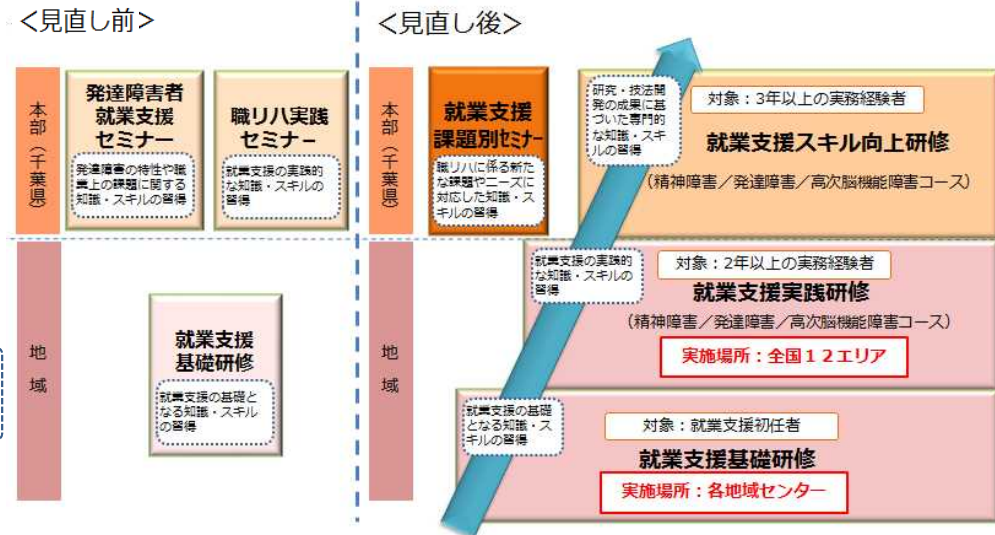 ＜見直し前＞
本部（千葉県）
発達障害者
就業支援
セミナー
発達障害の特性や職
業上の課題に関する
知識・スキルの習得
職リハ実践
セミナー
就業支援の実践的
な知識・スキルの
習得
地域
就業支援
基礎研修
就業支援の基礎と
なる知識・スキル
の習得
＜見直し後＞
本部（千葉県）
就業支援
課題別セミナー
職リハに係る新た
な課題やニーズに
対応した知識・ス
キルの習得
研究・技法開
発の成果に基
づいた専門的
な知識・スキ
ルの習得
対象：3年以上の実務経験者
就業支援スキル向上研修
（精神障害／発達障害／高次脳機能障害コース）
地域
就業支援の実践的
な知識・スキルの
習得
対象：2年以上の実務経験者
就業支援実践研修
（精神障害／発達障害／高次脳機能障害コース）
実施場所：全国１２エリア
就業支援の基礎
となる知識・ス
キルの習得
対象：就業支援初任者
就業支援基礎研修
実施場所：各地域センター